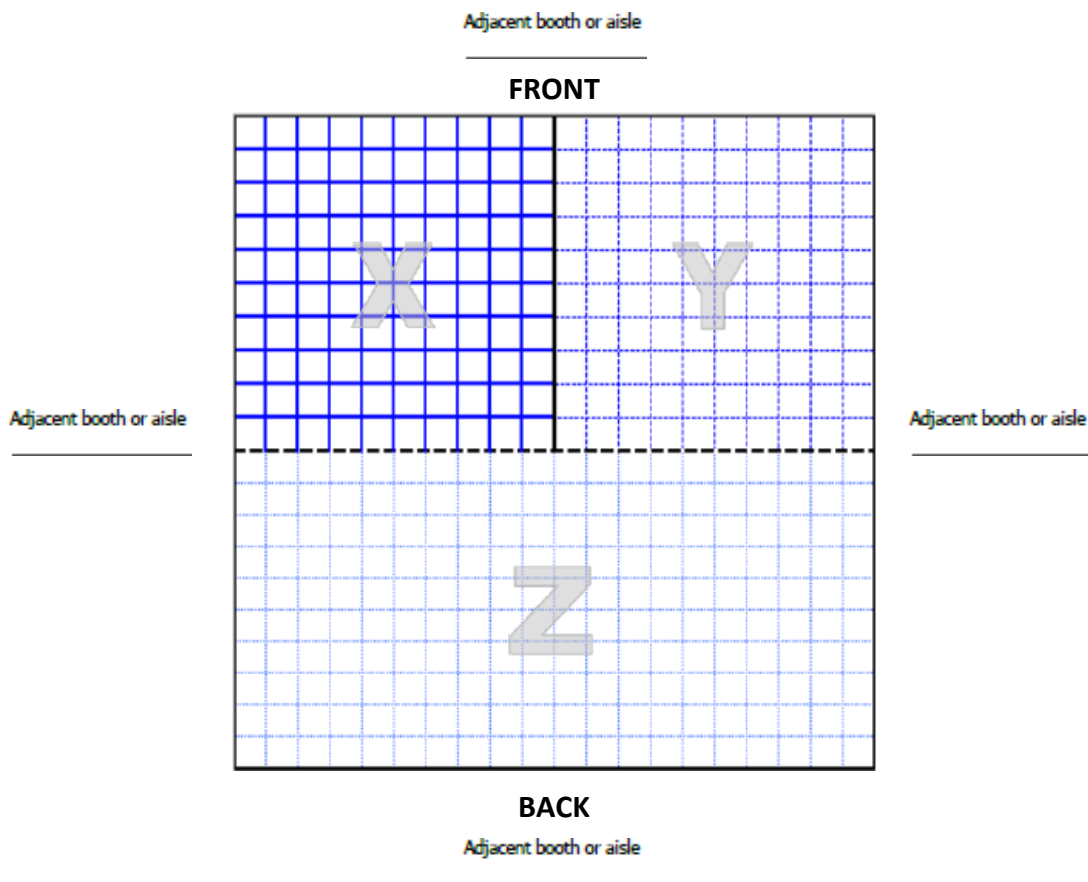 Adjacent booth or aisle
FRONT
X
Y
Adjacent booth or aisle
Adjacent booth or aisle
Z
BACK
Adjacent booth or aisle